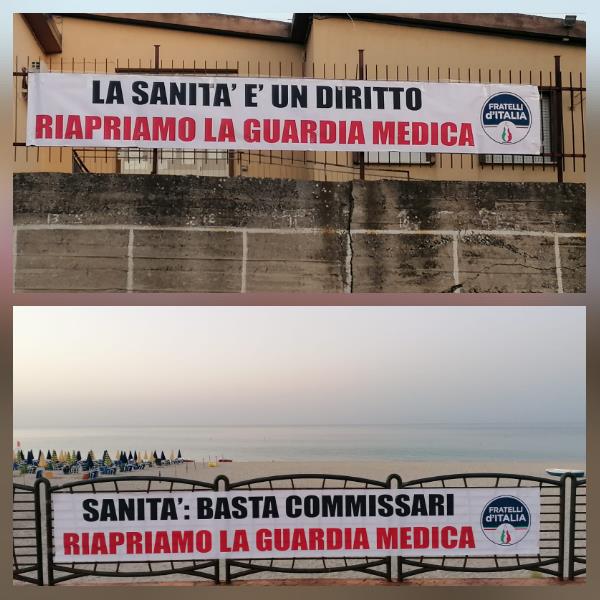 LA SANITA' E' UN DIRITTO
RIAPRIAMO LA GUARDIA MEDICA
FRATELLI
d'ITALIA
SANITA': BASTA COMMISSARI
RIAPRIAMO LA GUARDIA MEDICA
FRATELLI
d'ITALIA